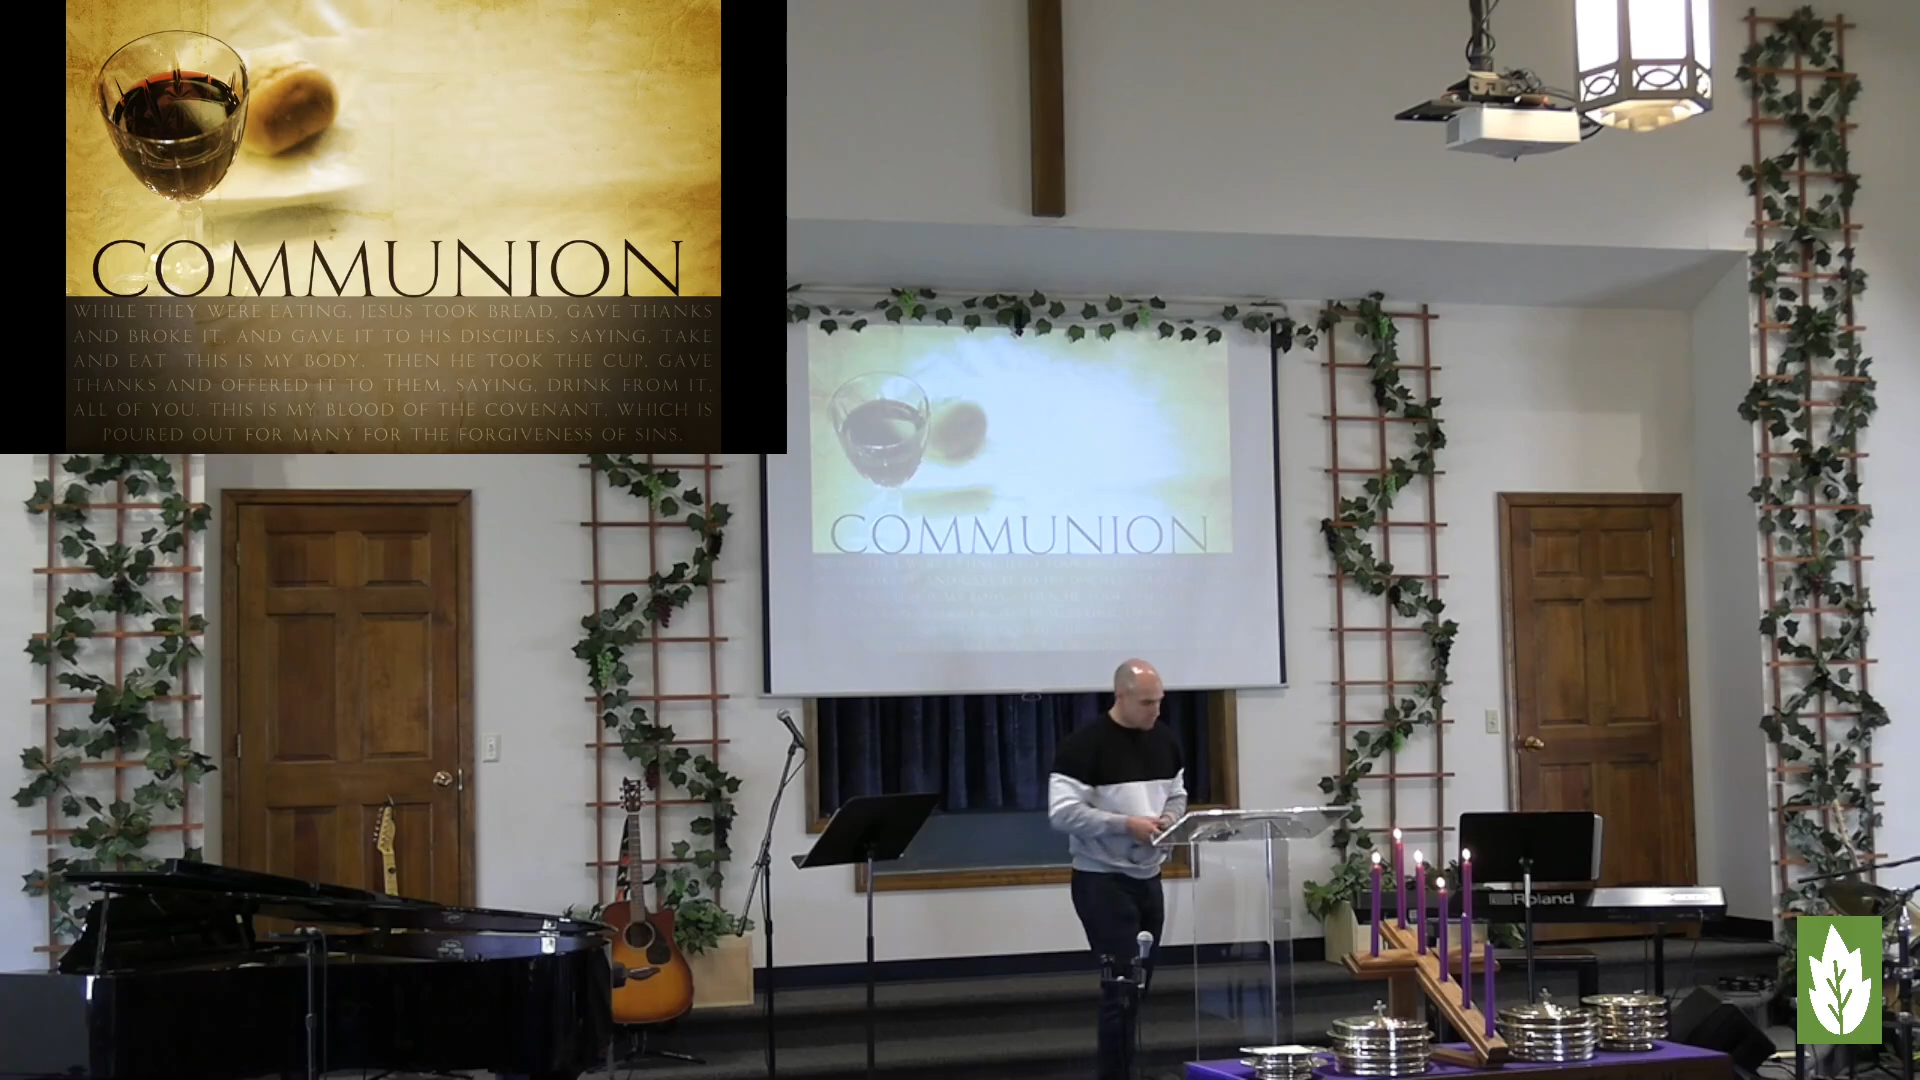 COMMUNION
WHILE THEY WERE EATING, JESUS TOOK BREAD, GAVE THANKS
AND BROKE IT, AND GAVE IT TO HIS DISCIPLES, SAYING, TAKE
AND EAT THIS IS MY BODY. THEN HE TOOK THE CUP, GAVE
THANKS AND OFFERED IT TO THEM, SAYING, DRINK FROM IT,
ALL OF YOU. THIS IS MY BLOOD OF THE COVENANT, WHICH IS
POURED OUT FOR MANY FOR THE FORGIVENESS OF SINS.
COMMUNION
Roland